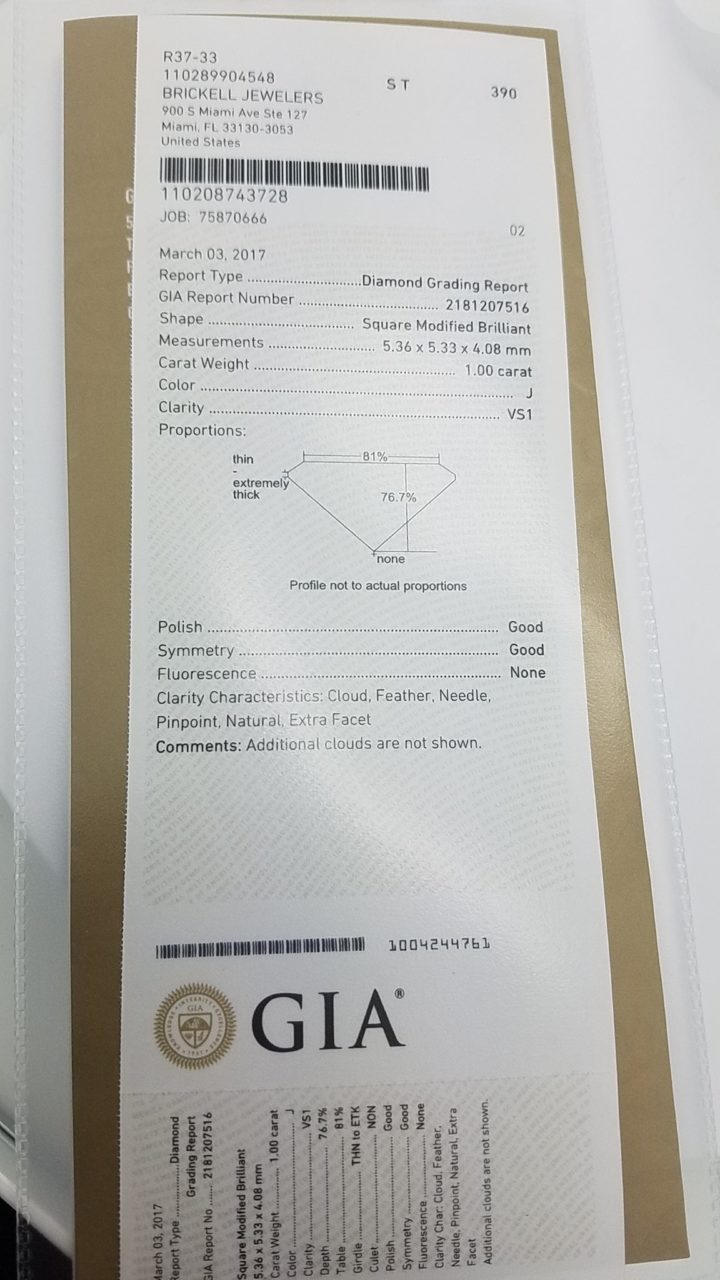 R37-33
110289904548
ST 390
BRICKELL JEWELERS
900 S Miami Ave Ste 127
Miami, FL 33130-3053
United States
110208743728
JOB: 75870666
02
March 03, 2017
Report Type ........ Diamond Grading Report
GIA Report Number ........ 2181207516
Shape ........ Square Modified Brilliant
Measurements ........ 5.36 x 5.33 x 4.08 mm
Carat Weight ........ 1.00 carat
Color ........ J
Clarity ........ VS1
Proportions:
thin
-
extremely
thick
81%
76.7%
none
Profile not to actual proportions
Polish ........ Good
Symmetry ........ Good
Fluorescence ........ None
Clarity Characteristics: Cloud, Feather, Needle,
Pinpoint, Natural, Extra Facet
Comments: Additional clouds are not shown.
1004244761
GIA
GIA®
March 03, 2017
Report Type ........ Diamond
Grading Report
GIA Report No ........ 2181207516
Square Modified Brilliant
5.36 x 5.33 x 4.08 mm
Carat Weight ........ 1.00 carat
Color ........ J
Clarity ........ VS1
Depth ........ 76.7%
Table ........ 81%
Girdle ........ THN to ETK
Culet ........ NON
Polish ........ Good
Symmetry ........ Good
Fluorescence ........ None
Clarity Char: Cloud, Feather,
Needle, Pinpoint, Natural, Extra
Facet
Additional clouds are not shown.